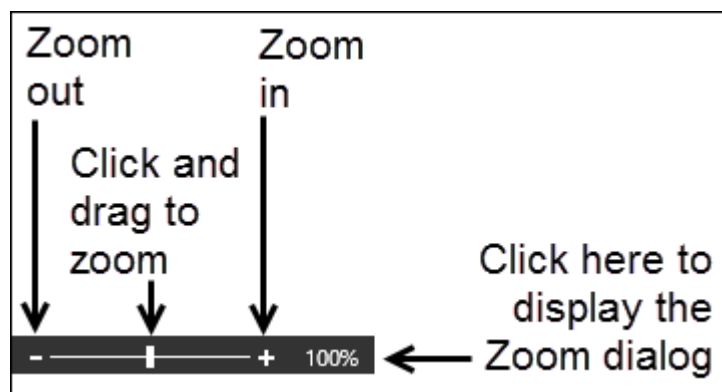 Zoom
out
Zoom
in
Click and
drag to
zoom
Click here to
display the
Zoom dialog
- + 100%